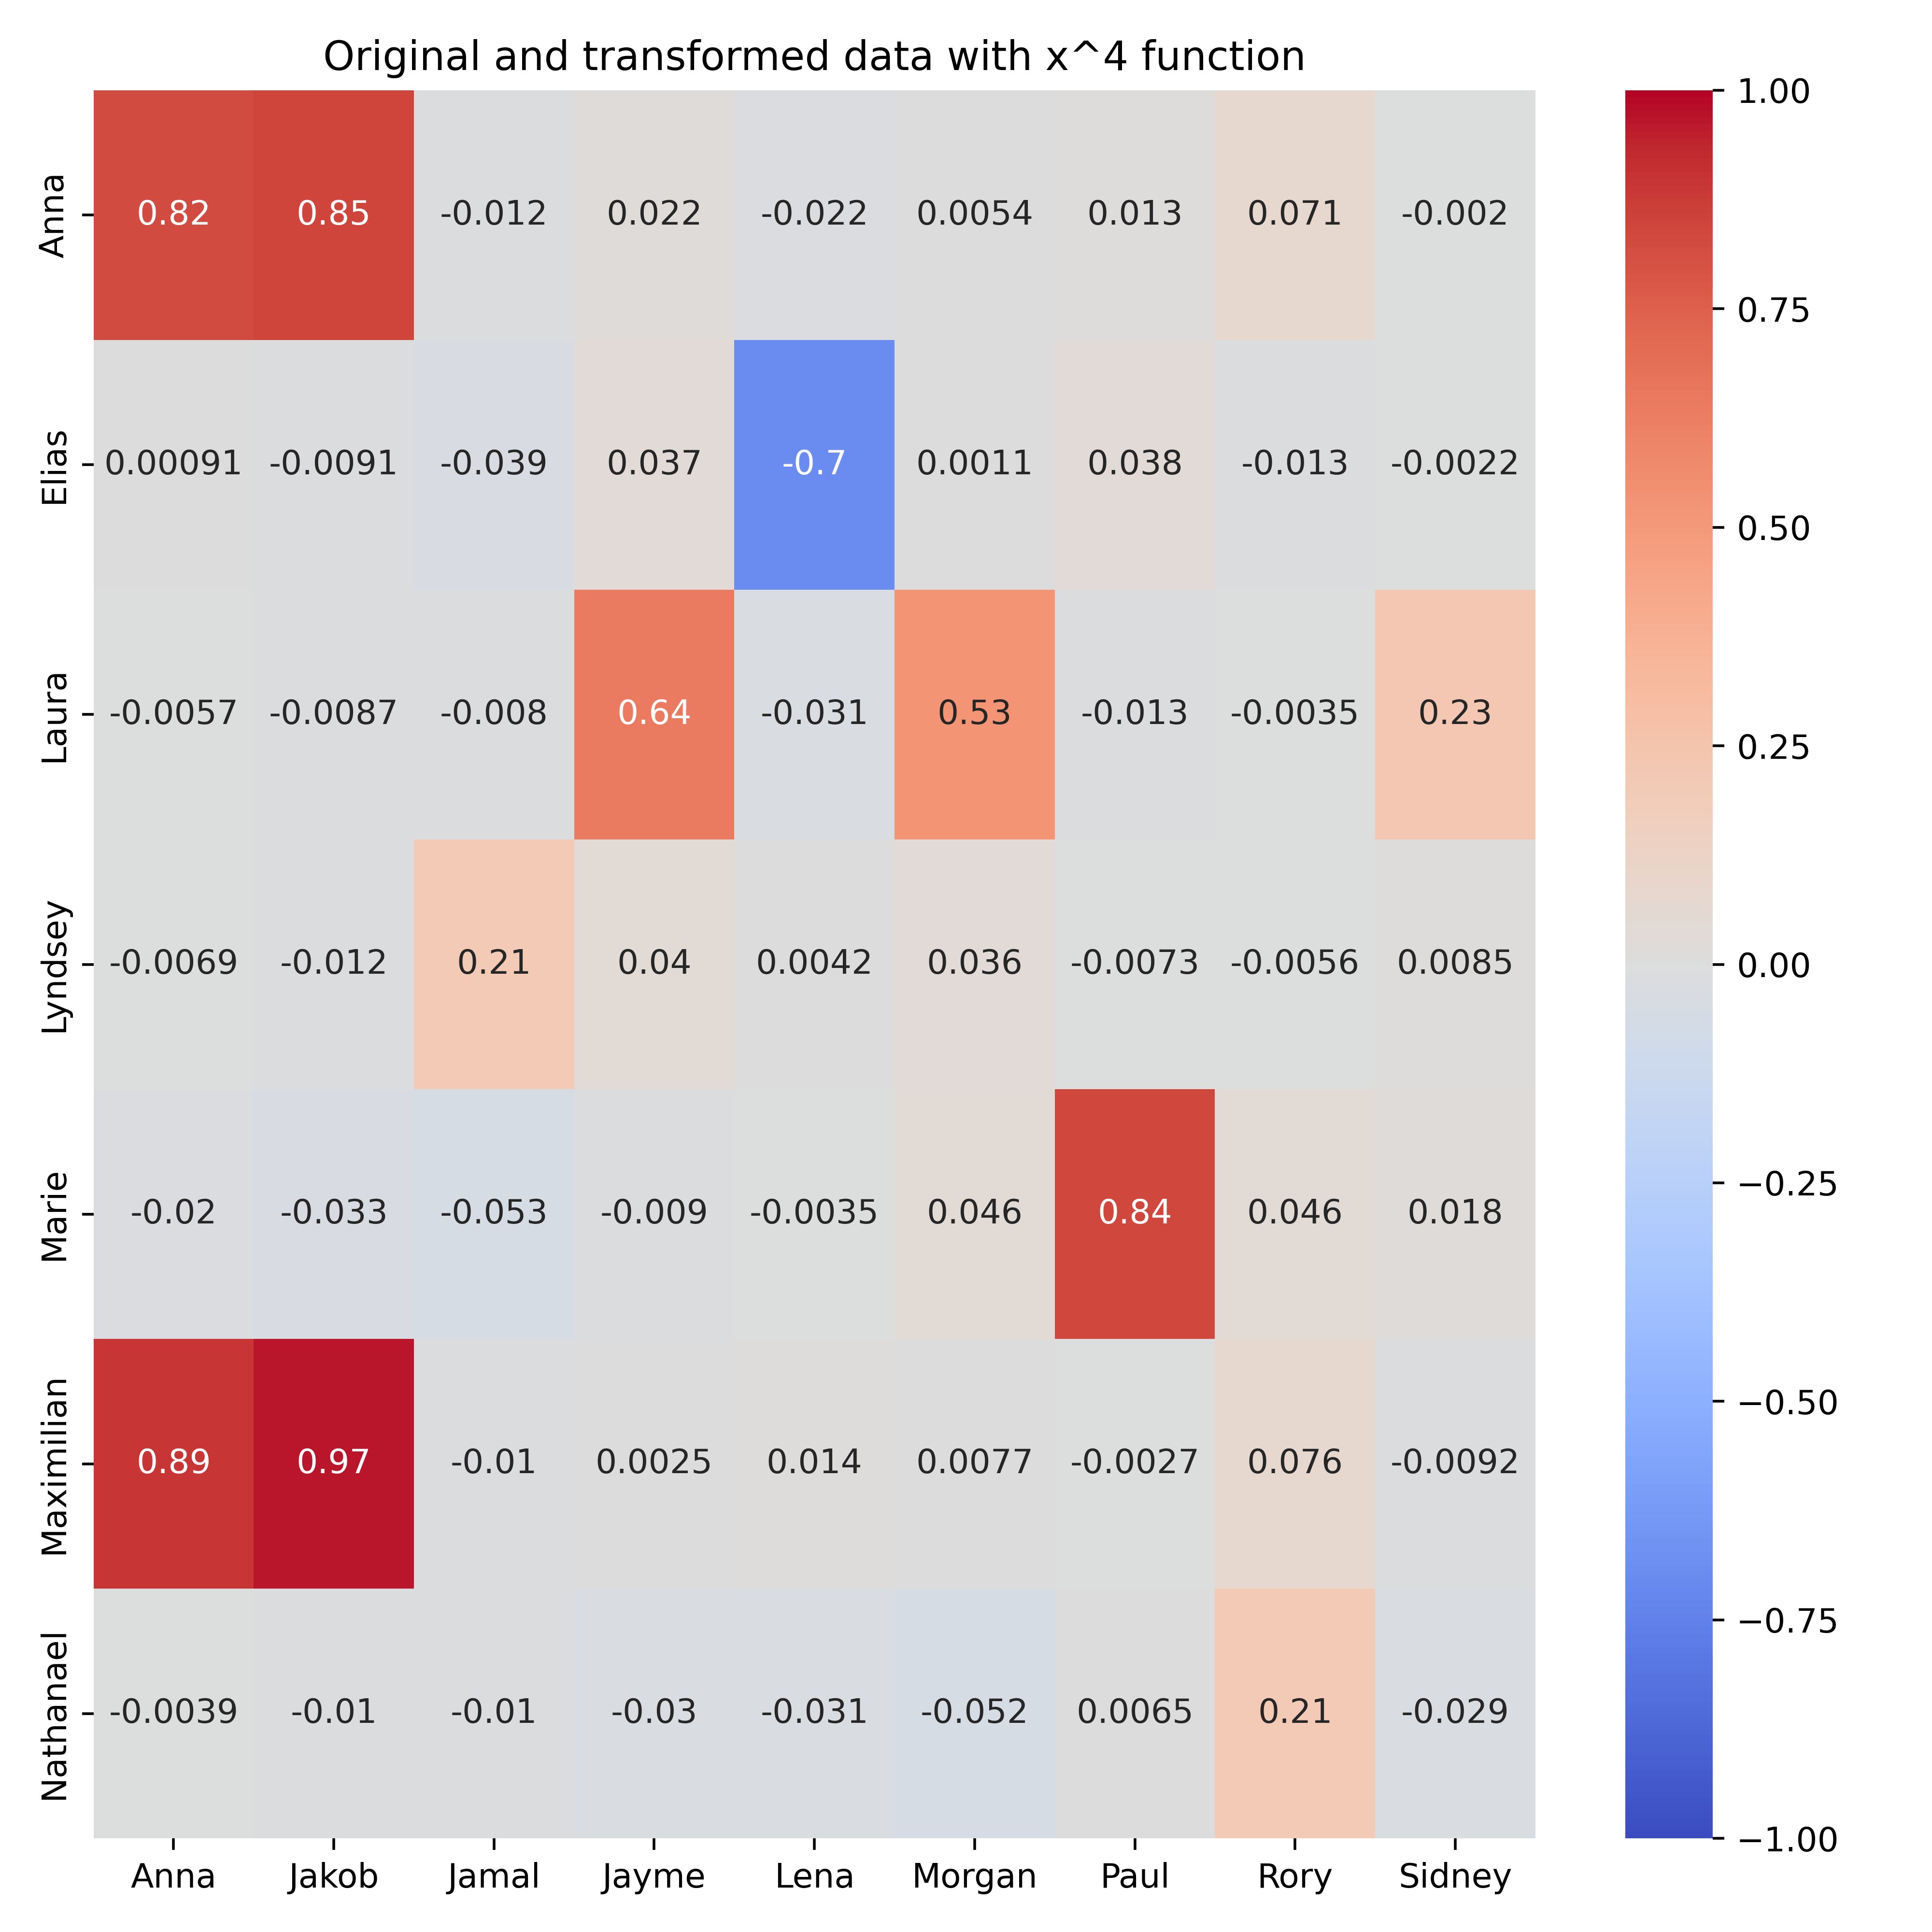 Original and transformed data with x^4 function
Anna 0.82 0.85 -0.012 0.022 -0.022 0.0054 0.013 0.071 -0.002
Elias 0.00091 -0.0091 -0.039 0.037 -0.7 0.0011 0.038 -0.013 -0.0022
Laura -0.0057 -0.0087 -0.008 0.64 -0.031 0.53 -0.013 -0.0035 0.23
Lyndsey -0.0069 -0.012 0.21 0.04 0.0042 0.036 -0.0073 -0.0056 0.0085
Marie -0.02 -0.033 -0.053 -0.009 -0.0035 0.046 0.84 0.046 0.018
Maximilian 0.89 0.97 -0.01 0.0025 0.014 0.0077 -0.0027 0.076 -0.0092
Nathanael -0.0039 -0.01 -0.01 -0.03 -0.031 -0.052 0.0065 0.21 -0.029
Anna Jakob Jamal Jayme Lena Morgan Paul Rory Sidney
1.00
0.75
0.50
0.25
0.00
−0.25
−0.50
−0.75
−1.00